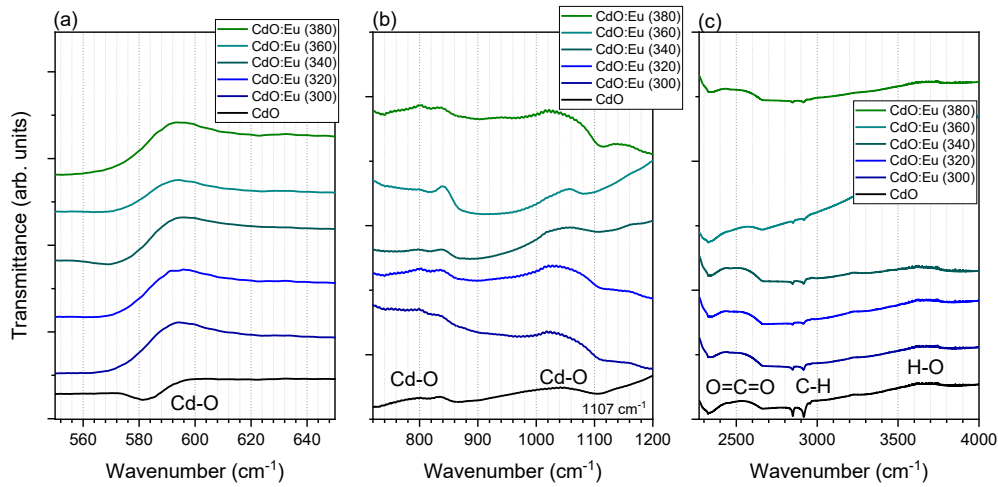 (a)
CdO:Eu (380)
CdO:Eu (360)
CdO:Eu (340)
CdO:Eu (320)
CdO:Eu (300)
CdO
Cd-O
560 580 600 620 640
Wavenumber (cm⁻¹)
Transmittance (arb. units)
(b)
CdO:Eu (380)
CdO:Eu (360)
CdO:Eu (340)
CdO:Eu (320)
CdO:Eu (300)
CdO
Cd-O Cd-O
1107 cm⁻¹
800 900 1000 1100 1200
Wavenumber (cm⁻¹)
(c)
CdO:Eu (380)
CdO:Eu (360)
CdO:Eu (340)
CdO:Eu (320)
CdO:Eu (300)
CdO
O=C=O C-H H-O
2500 3000 3500 4000
Wavenumber (cm⁻¹)